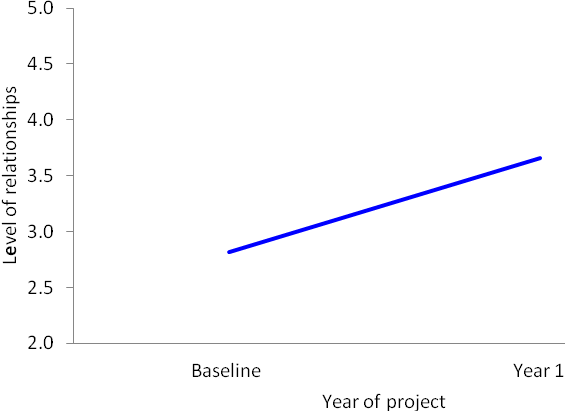 5.0
4.5
4.0
3.5
3.0
2.5
2.0
Level of relationships
Baseline
Year 1
Year of project